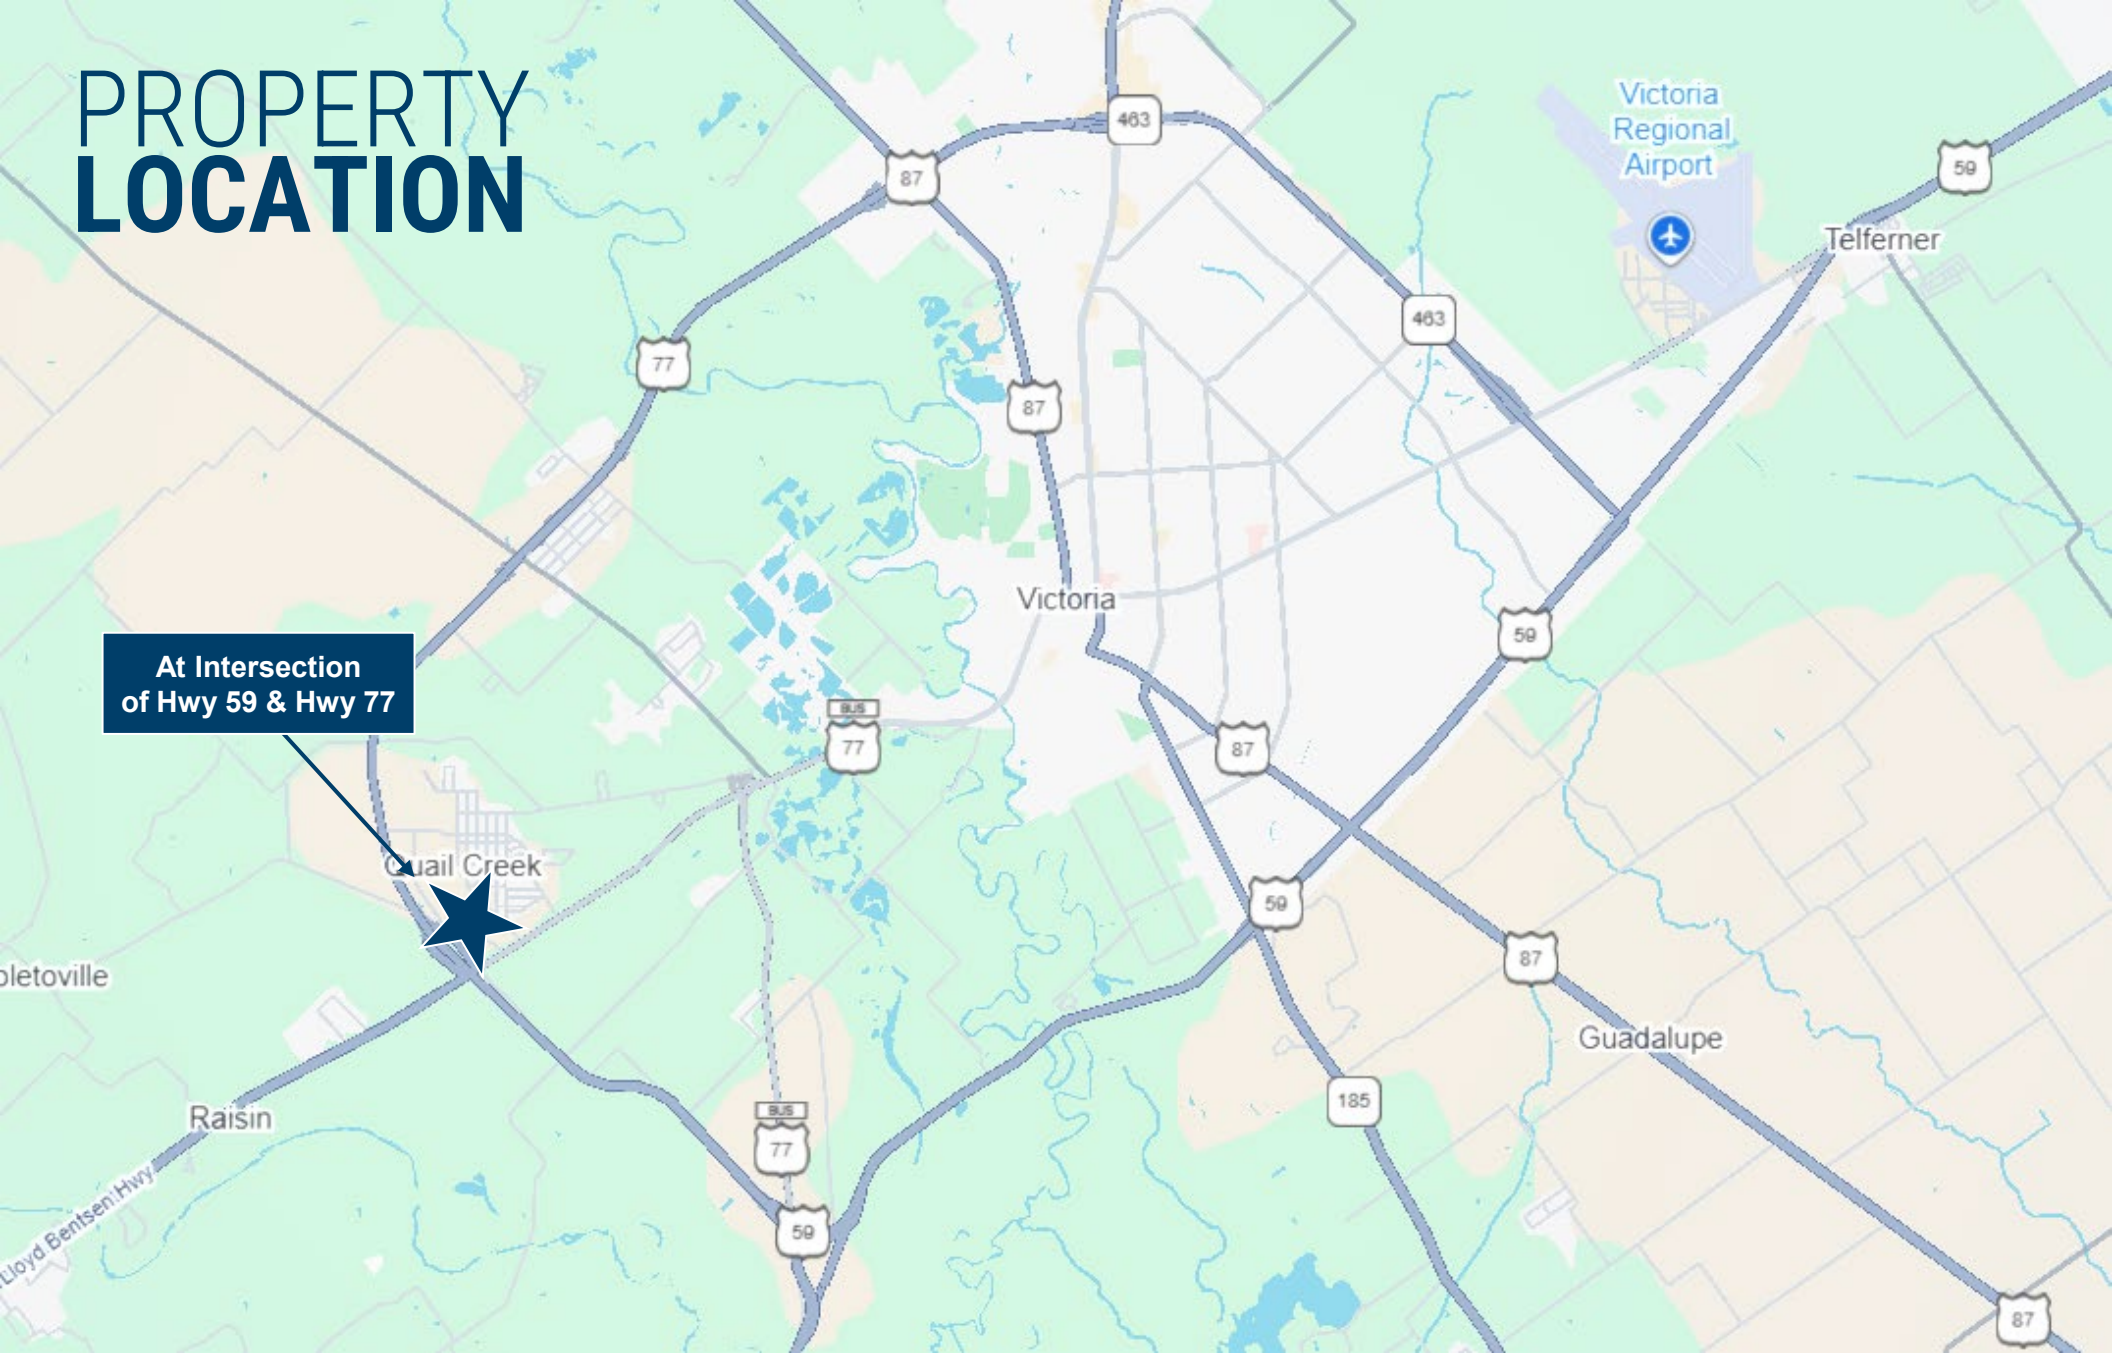 PROPERTY
LOCATION
463
Victoria
Regional
Airport
59
87
Telferner
463
77
87
Victoria
59
At Intersection
of Hwy 59 & Hwy 77
BUS
77
87
Quail Creek
59
87
oletoville
Guadalupe
185
Raisin
BUS
77
Lloyd Bentsen Hwy
59
87